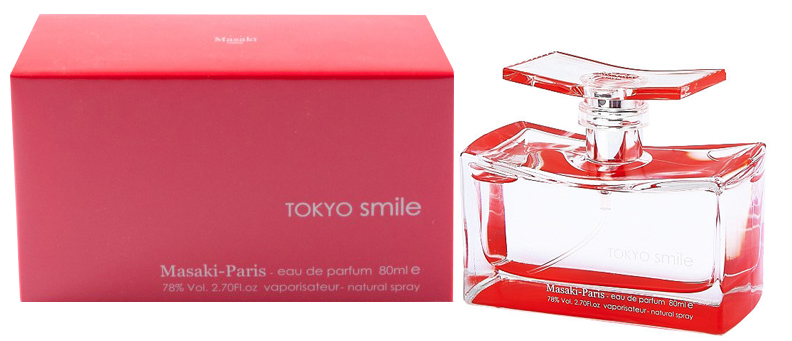 Masaki
TOKYO smile
Masaki-Paris - eau de parfum 80ml e
78% Vol. 2.70Fl.oz vaporisateur- natural spray
TOKYO smile
Masaki-Paris - eau de parfum 80ml e
78% Vol. 2.70Fl.oz vaporisateur- natural spray